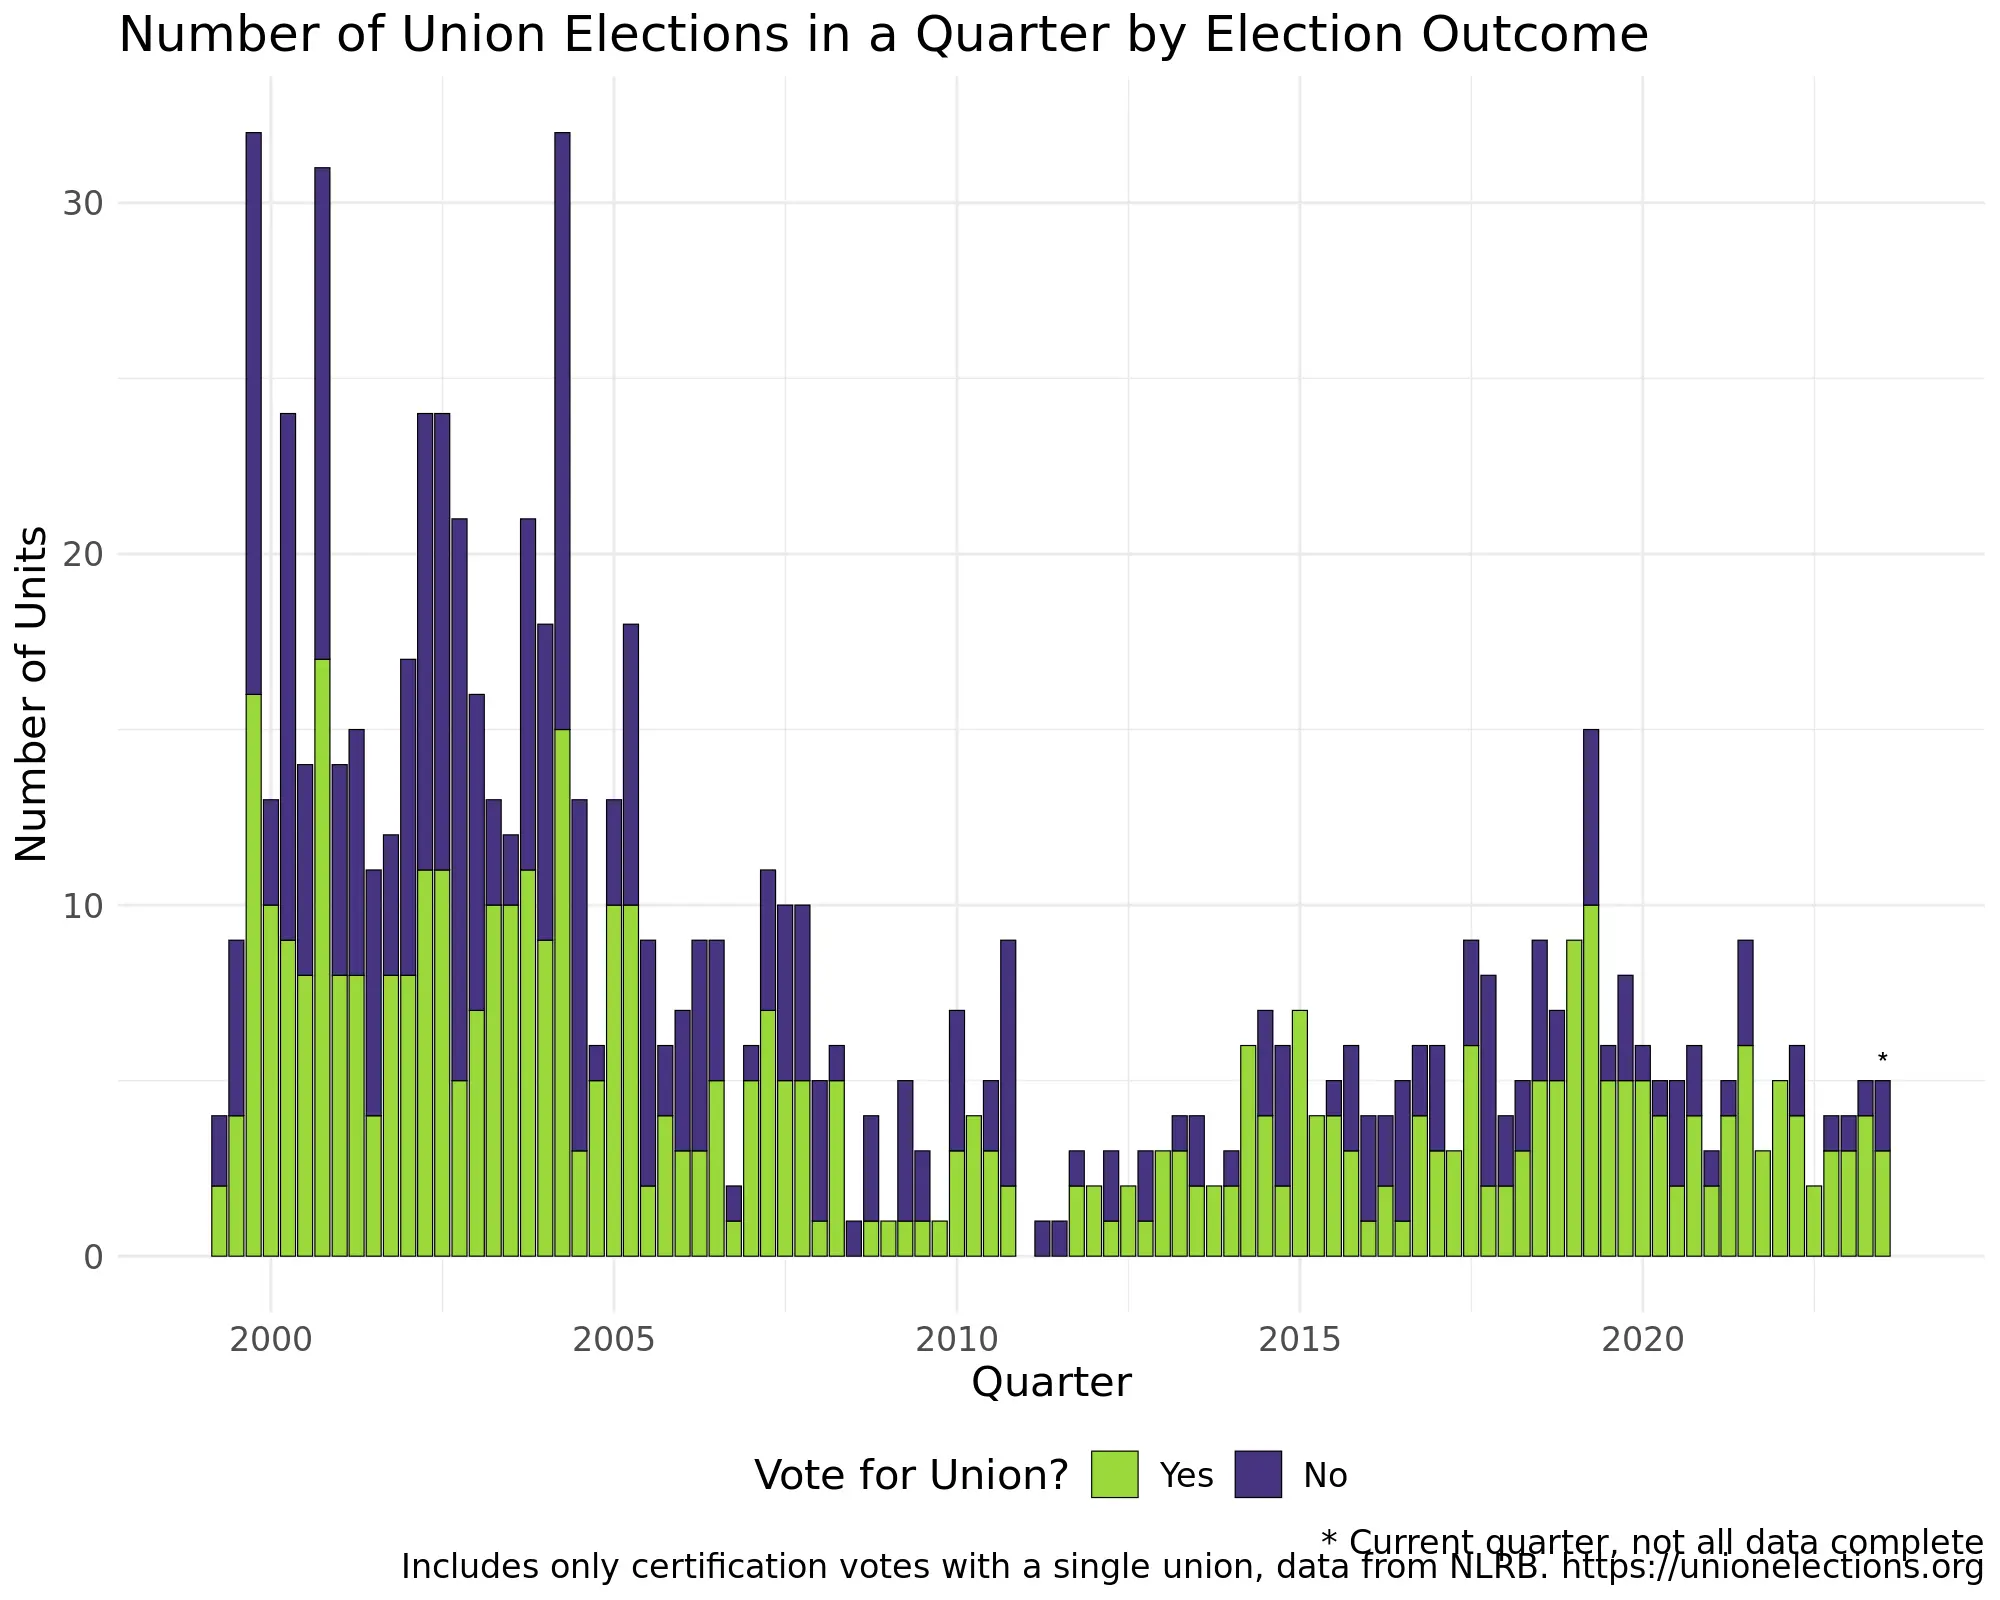 Number of Union Elections in a Quarter by Election Outcome
30
20
10
0
Number of Units
*
2000 2005 2010 2015 2020
Quarter
Vote for Union? Yes No
* Current quarter, not all data complete
Includes only certification votes with a single union, data from NLRB. https://unionelections.org